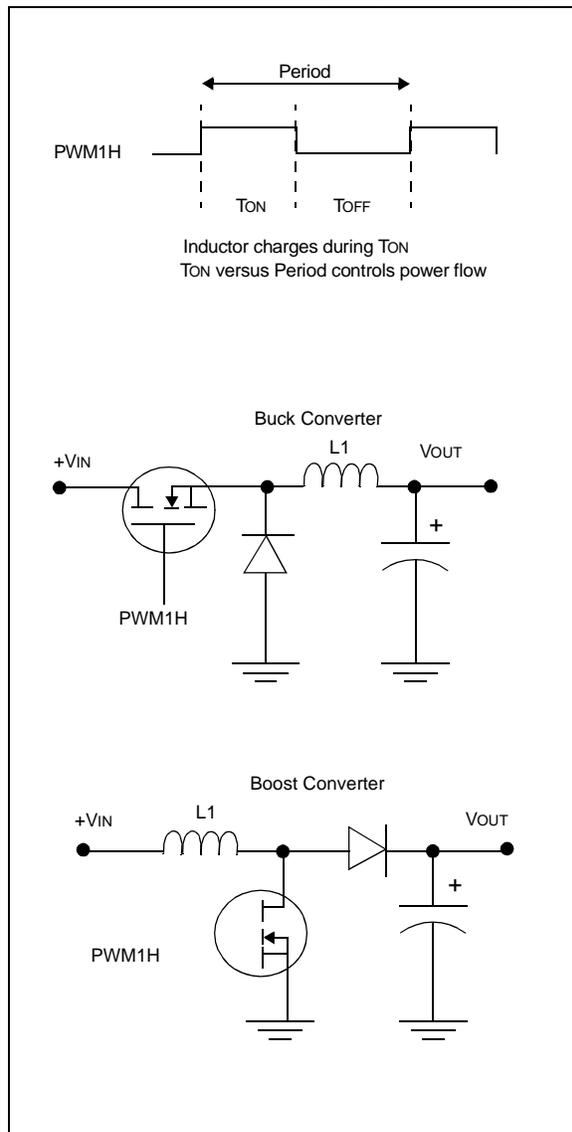 Period
PWM1H
TON TOFF
Inductor charges during TON
TON versus Period controls power flow
Buck Converter
+VIN L1 VOUT
+
PWM1H
Boost Converter
+VIN L1 VOUT
+
PWM1H